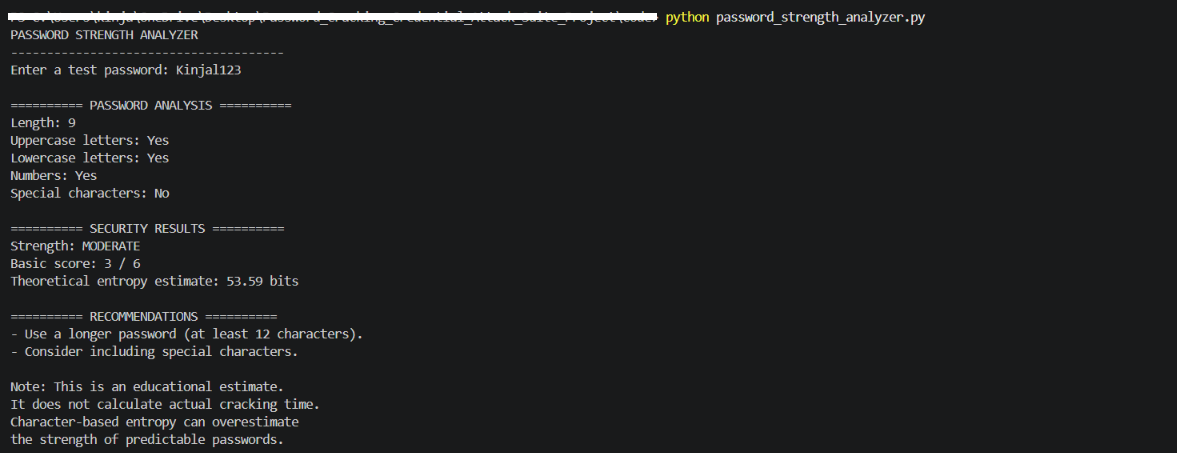 python password_strength_analyzer.py
PASSWORD STRENGTH ANALYZER
--------------------------------------
Enter a test password: Kinjal123
========== PASSWORD ANALYSIS ==========
Length: 9
Uppercase letters: Yes
Lowercase letters: Yes
Numbers: Yes
Special characters: No
========== SECURITY RESULTS ==========
Strength: MODERATE
Basic score: 3 / 6
Theoretical entropy estimate: 53.59 bits
========== RECOMMENDATIONS ==========
- Use a longer password (at least 12 characters).
- Consider including special characters.
Note: This is an educational estimate.
It does not calculate actual cracking time.
Character-based entropy can overestimate
the strength of predictable passwords.